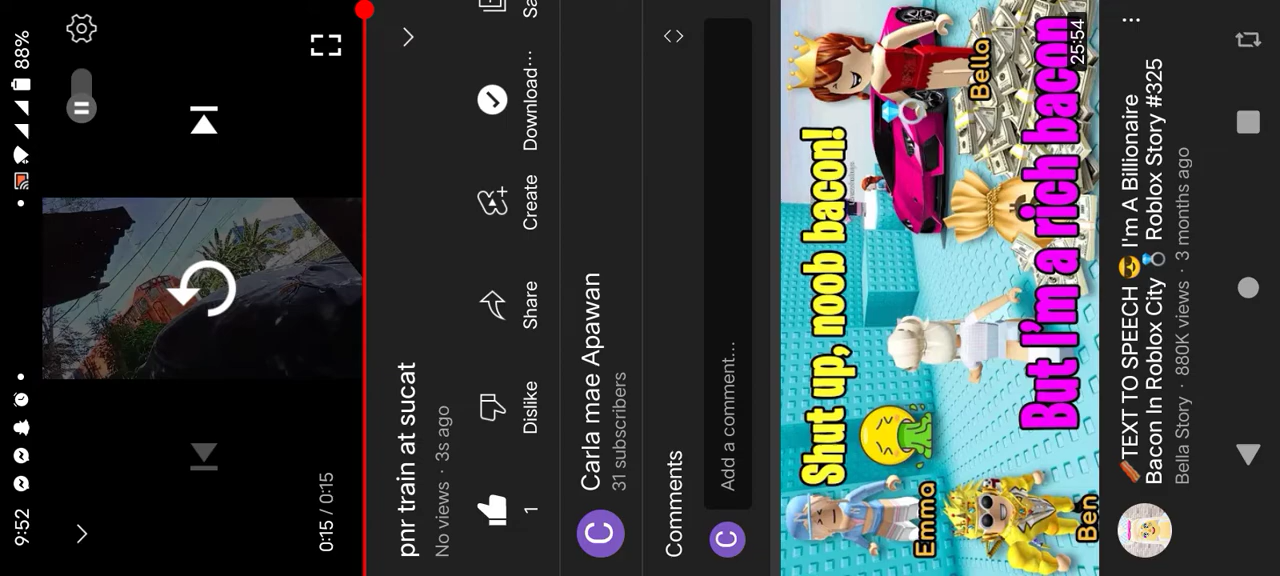 9:52
88%
0:15 / 0:15
pnr train at sucat
No views · 3s ago
1
Dislike
Share
Create
Download...
Sa
C
Carla mae Apawan
31 subscribers
Comments
C
Add a comment...
Shut up, noob bacon!
Bella
Emma
Ben
But I'm a rich bacon
25:54
🥓TEXT TO SPEECH 😎 I'm A Billionaire
Bacon In Roblox City 💍 Roblox Story #325
Bella Story · 880K views · 3 months ago